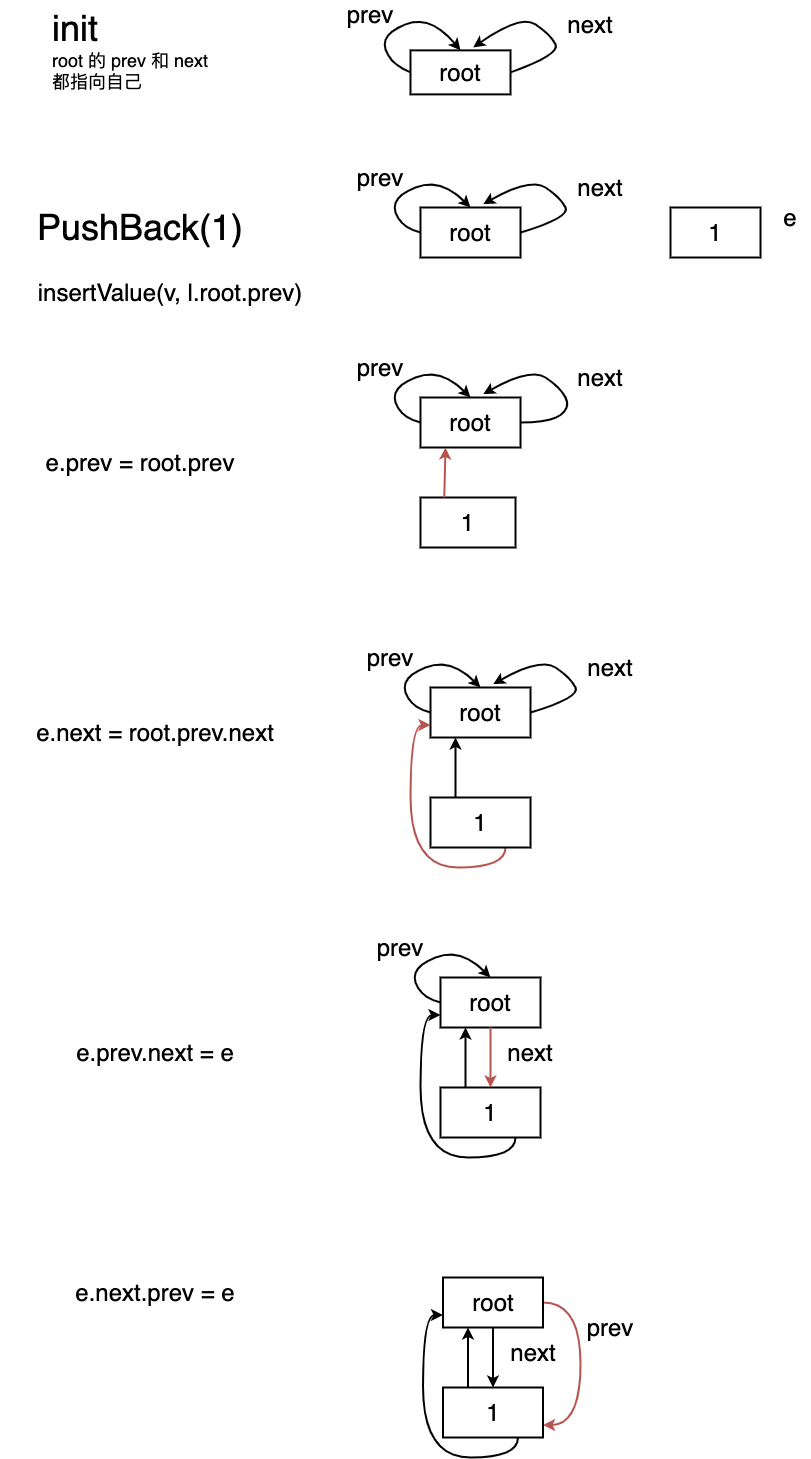 init
root 的 prev 和 next
都指向自己
prev
next
root
PushBack(1)
prev
next
root
1
e
insertValue(v, l.root.prev)
prev
next
root
e.prev = root.prev
1
prev
next
root
e.next = root.prev.next
1
prev
root
e.prev.next = e
next
1
e.next.prev = e
root
prev
next
1